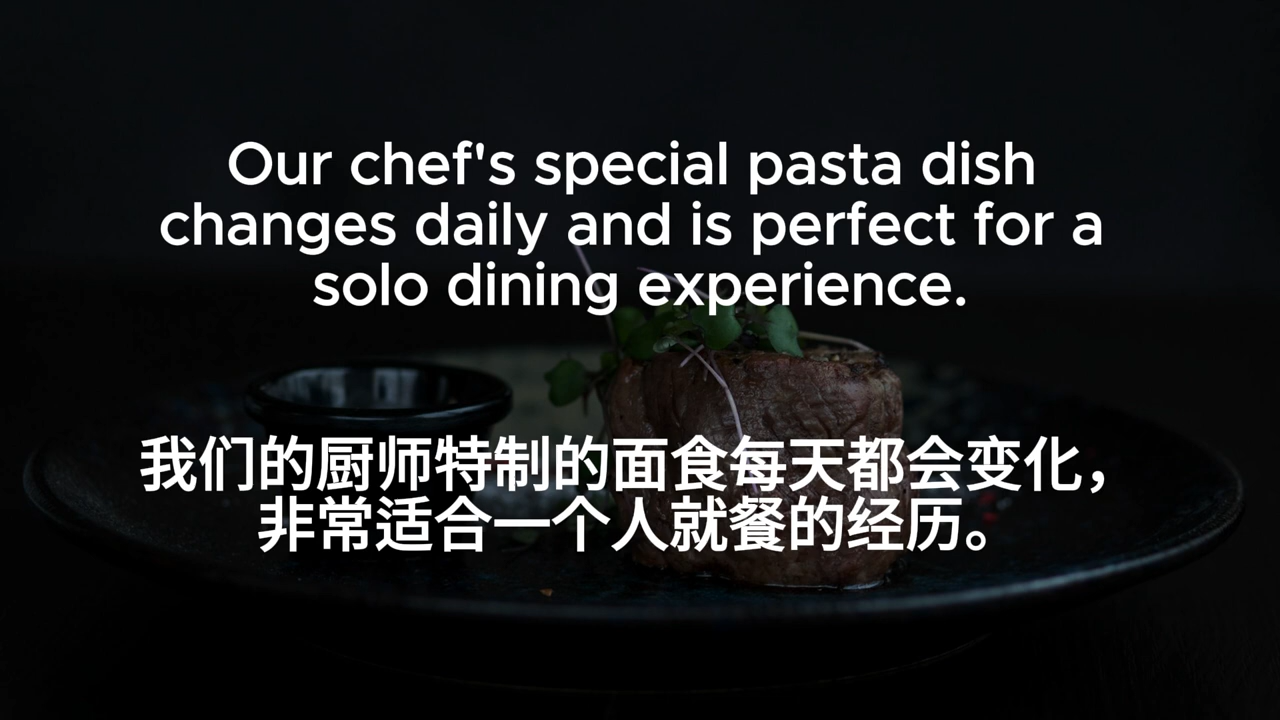 Our chef's special pasta dish
changes daily and is perfect for a
solo dining experience.
我们的厨师特制的面食每天都会变化，
非常适合一个人就餐的经历。